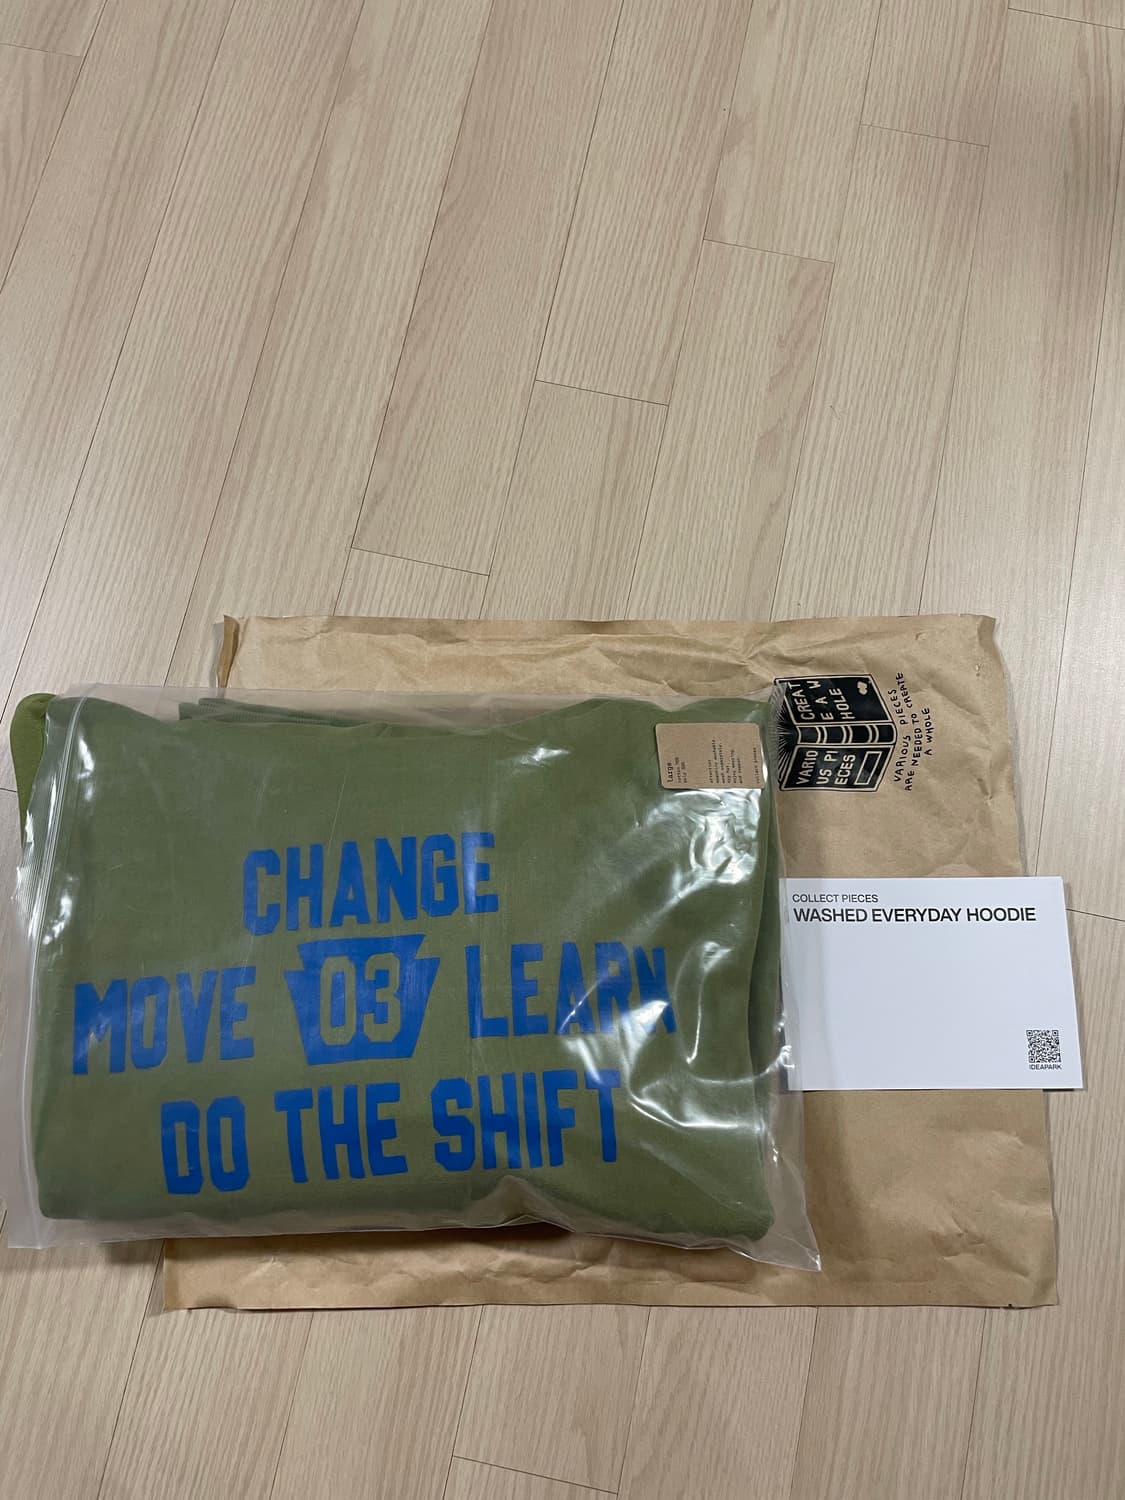 CHANGE
MOVE 03 LEARN
DO THE SHIFT
Large
COLLECT PIECES
WASHED EVERYDAY HOODIE
IDEAPARK
CREAT
E A W
HOLE
VARIO
US PI
ECES
VARIOUS PIECES
ARE NEEDED TO CREATE
A WHOLE